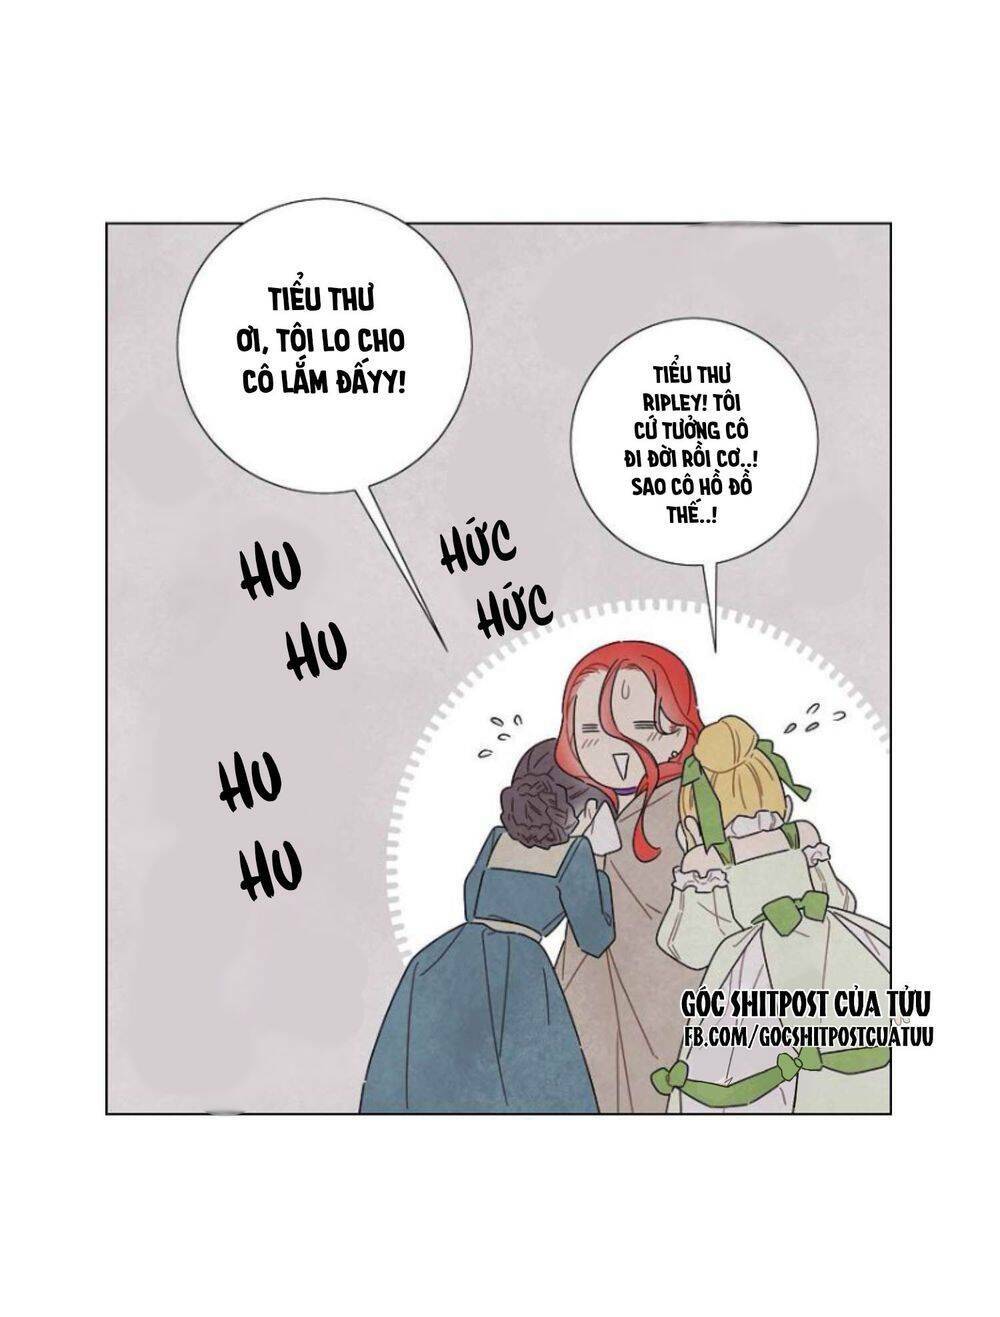 TIỂU THƯ
ƠI, TÔI LO CHO
CÔ LẮM ĐẤYY!
TIỂU THƯ
RIPLEY! TÔI
CỨ TƯỞNG CÔ
ĐI ĐỜI RỒI CƠ..!
SAO CÔ HỒ ĐỒ
THẾ..!
HỨC
HU
HỨC
HU
HU
HU
GÓC SHITPOST CỦA TỬU
FB.COM/GOCSHITPOSTCUATUU